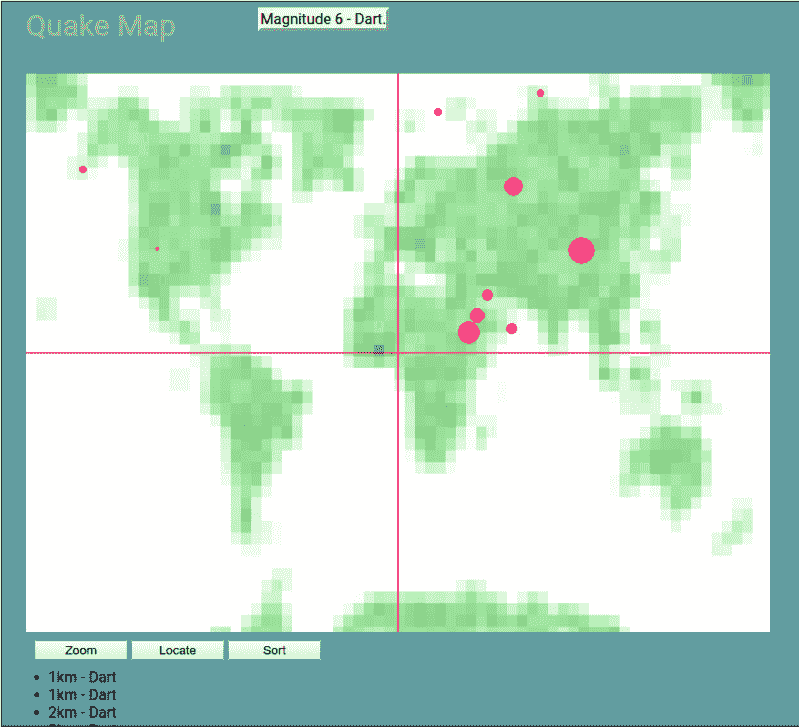 Quake Map
Magnitude 6 - Dart.
Zoom
Locate
Sort
1km - Dart
1km - Dart
2km - Dart